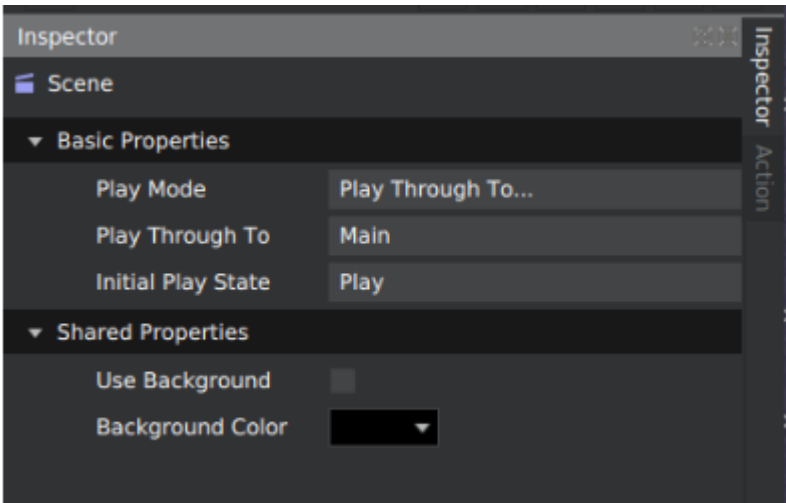 Inspector
Scene
Basic Properties
Play Mode Play Through To...
Play Through To Main
Initial Play State Play
Shared Properties
Use Background
Background Color
Inspector
Action